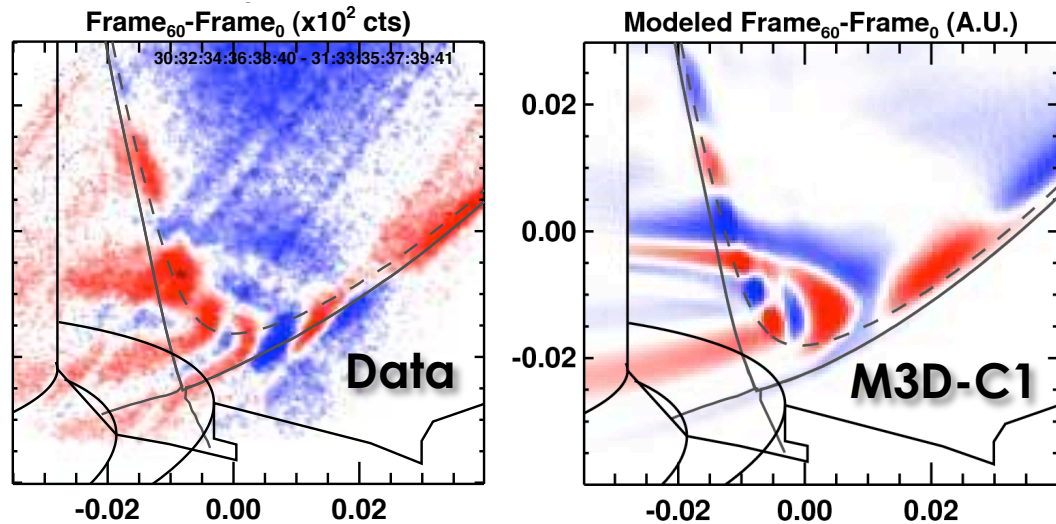 Frame₆₀-Frame₀ (x10² cts)
30:32:34:36:38:40 - 31:33:35:37:39:41
Data
-0.02 0.00 0.02
Modeled Frame₆₀-Frame₀ (A.U.)
0.02
0.00
-0.02
M3D-C1
-0.02 0.00 0.02